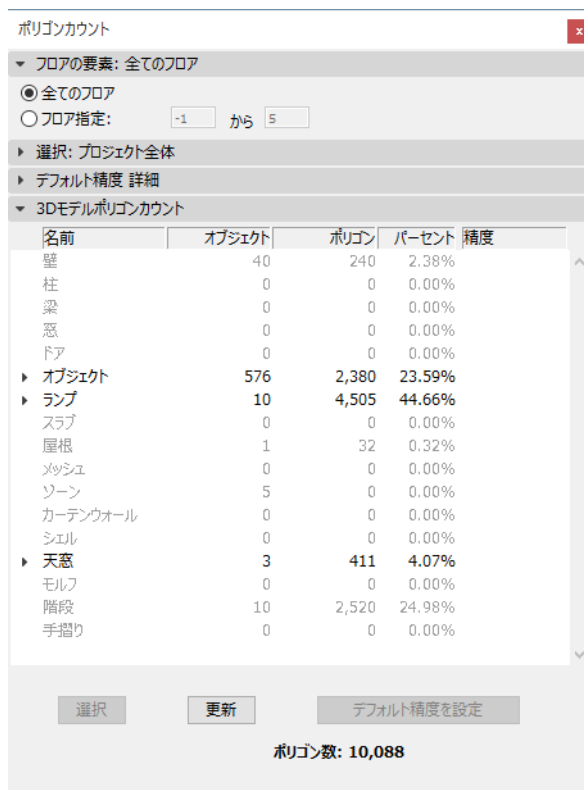 ポリゴンカウント x
フロアの要素: 全てのフロア
全てのフロア
フロア指定: -1 から 5
選択: プロジェクト全体
デフォルト精度 詳細
3Dモデルポリゴンカウント
名前 オブジェクト ポリゴン パーセント 精度
壁 40 240 2.38%
柱 0 0 0.00%
梁 0 0 0.00%
窓 0 0 0.00%
ドア 0 0 0.00%
オブジェクト 576 2,380 23.59%
ランプ 10 4,505 44.66%
スラブ 0 0 0.00%
屋根 1 32 0.32%
メッシュ 0 0 0.00%
ゾーン 5 0 0.00%
カーテンウォール 0 0 0.00%
シェル 0 0 0.00%
天窓 3 411 4.07%
モルフ 0 0 0.00%
階段 10 2,520 24.98%
手摺り 0 0 0.00%
選択 更新 デフォルト精度を設定
ポリゴン数: 10,088